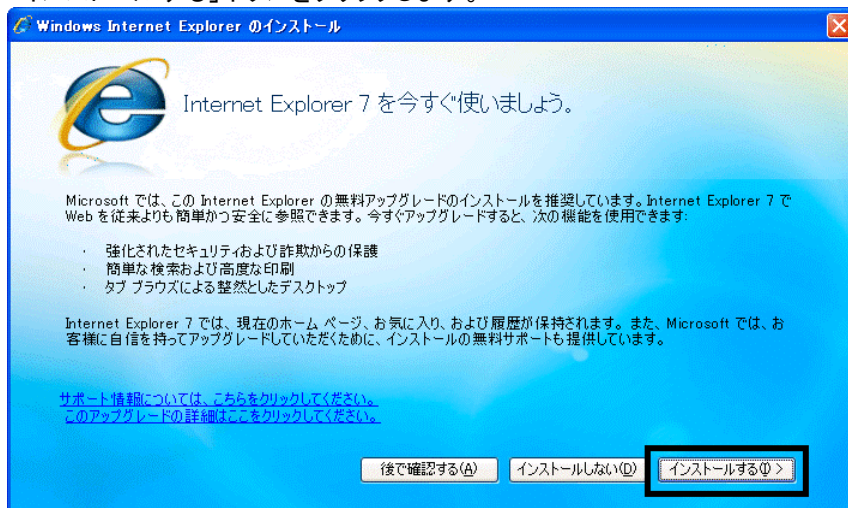 Windows Internet Explorer のインストール
Internet Explorer 7 を今すぐ使いましょう。
Microsoft では、この Internet Explorer の無料アップグレードのインストールを推奨しています。Internet Explorer 7 で
Web を従来よりも簡単かつ安全に参照できます。今すぐアップグレードすると、次の機能を使用できます:
・ 強化されたセキュリティおよび詐欺からの保護
・ 簡単な検索および高度な印刷
・ タブ ブラウズによる整然としたデスクトップ
Internet Explorer 7 では、現在のホーム ページ、お気に入り、および履歴が保持されます。また、Microsoft では、お
客様に自信を持ってアップグレードしていただくために、インストールの無料サポートも提供しています。
サポート情報については、こちらをクリックしてください。
このアップグレードの詳細はここをクリックしてください。
後で確認する(A) インストールしない(D) インストールする(I) >